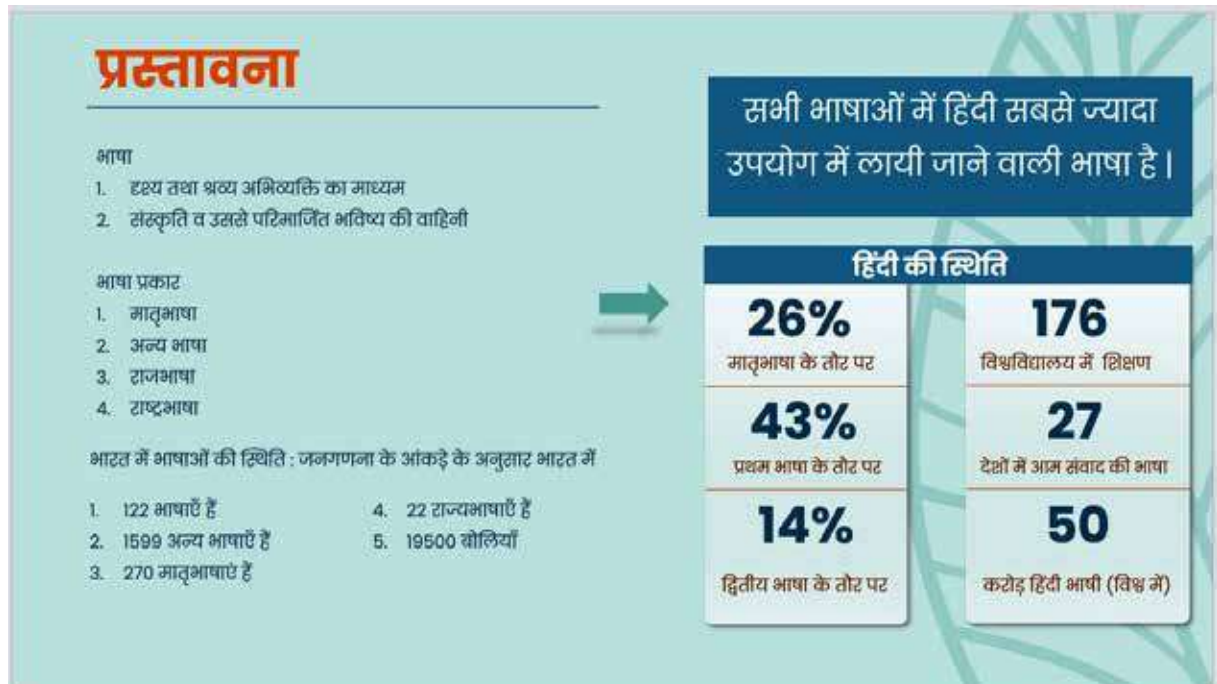 प्रस्तावना
भाषा
1. दृश्य तथा श्रव्य अभिव्यक्ति का माध्यम
2. संस्कृति व उससे परिमार्जित भविष्य की वाहिनी
भाषा प्रकार
1. मातृभाषा
2. अन्य भाषा
3. राजभाषा
4. राष्ट्रभाषा
भारत में भाषाओं की स्थिति : जनगणना के आंकड़े के अनुसार भारत में
1. 122 भाषाएँ हैं
2. 1599 अन्य भाषाएँ हैं
3. 270 मातृभाषाएं हैं
4. 22 राज्यभाषाएँ हैं
5. 19500 बोलियाँ
सभी भाषाओं में हिंदी सबसे ज्यादा
उपयोग में लायी जाने वाली भाषा है |
हिंदी की स्थिति
26%
मातृभाषा के तौर पर
43%
प्रथम भाषा के तौर पर
14%
द्वितीय भाषा के तौर पर
176
विश्वविद्यालय में शिक्षण
27
देशों में आम संवाद की भाषा
50
करोड़ हिंदी भाषी (विश्व में)